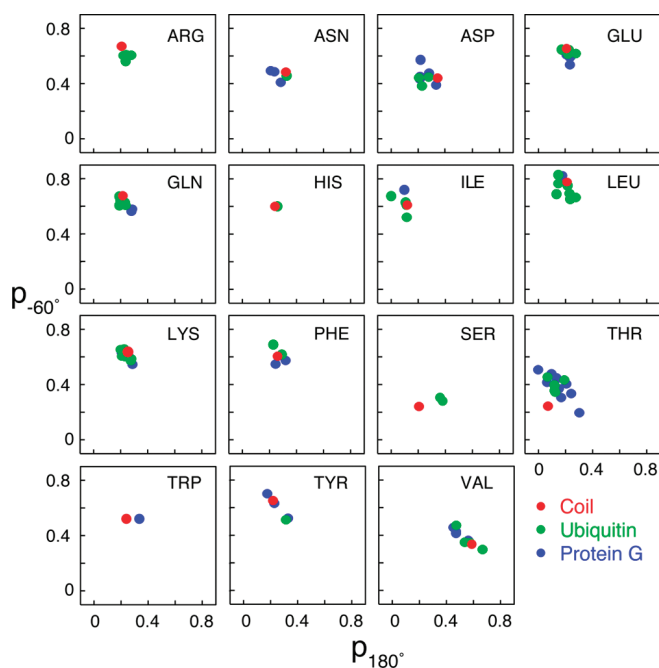 ARG ASN ASP GLU
0.8
0.4
0
GLN HIS ILE LEU
0.8
0.4
0
p-60°
LYS PHE SER THR
0.8
0.4
0
0 0.4 0.8
TRP TYR VAL
0.8
0.4
0
Coil
Ubiquitin
Protein G
0 0.4 0.8 0 0.4 0.8 0 0.4 0.8
p180°